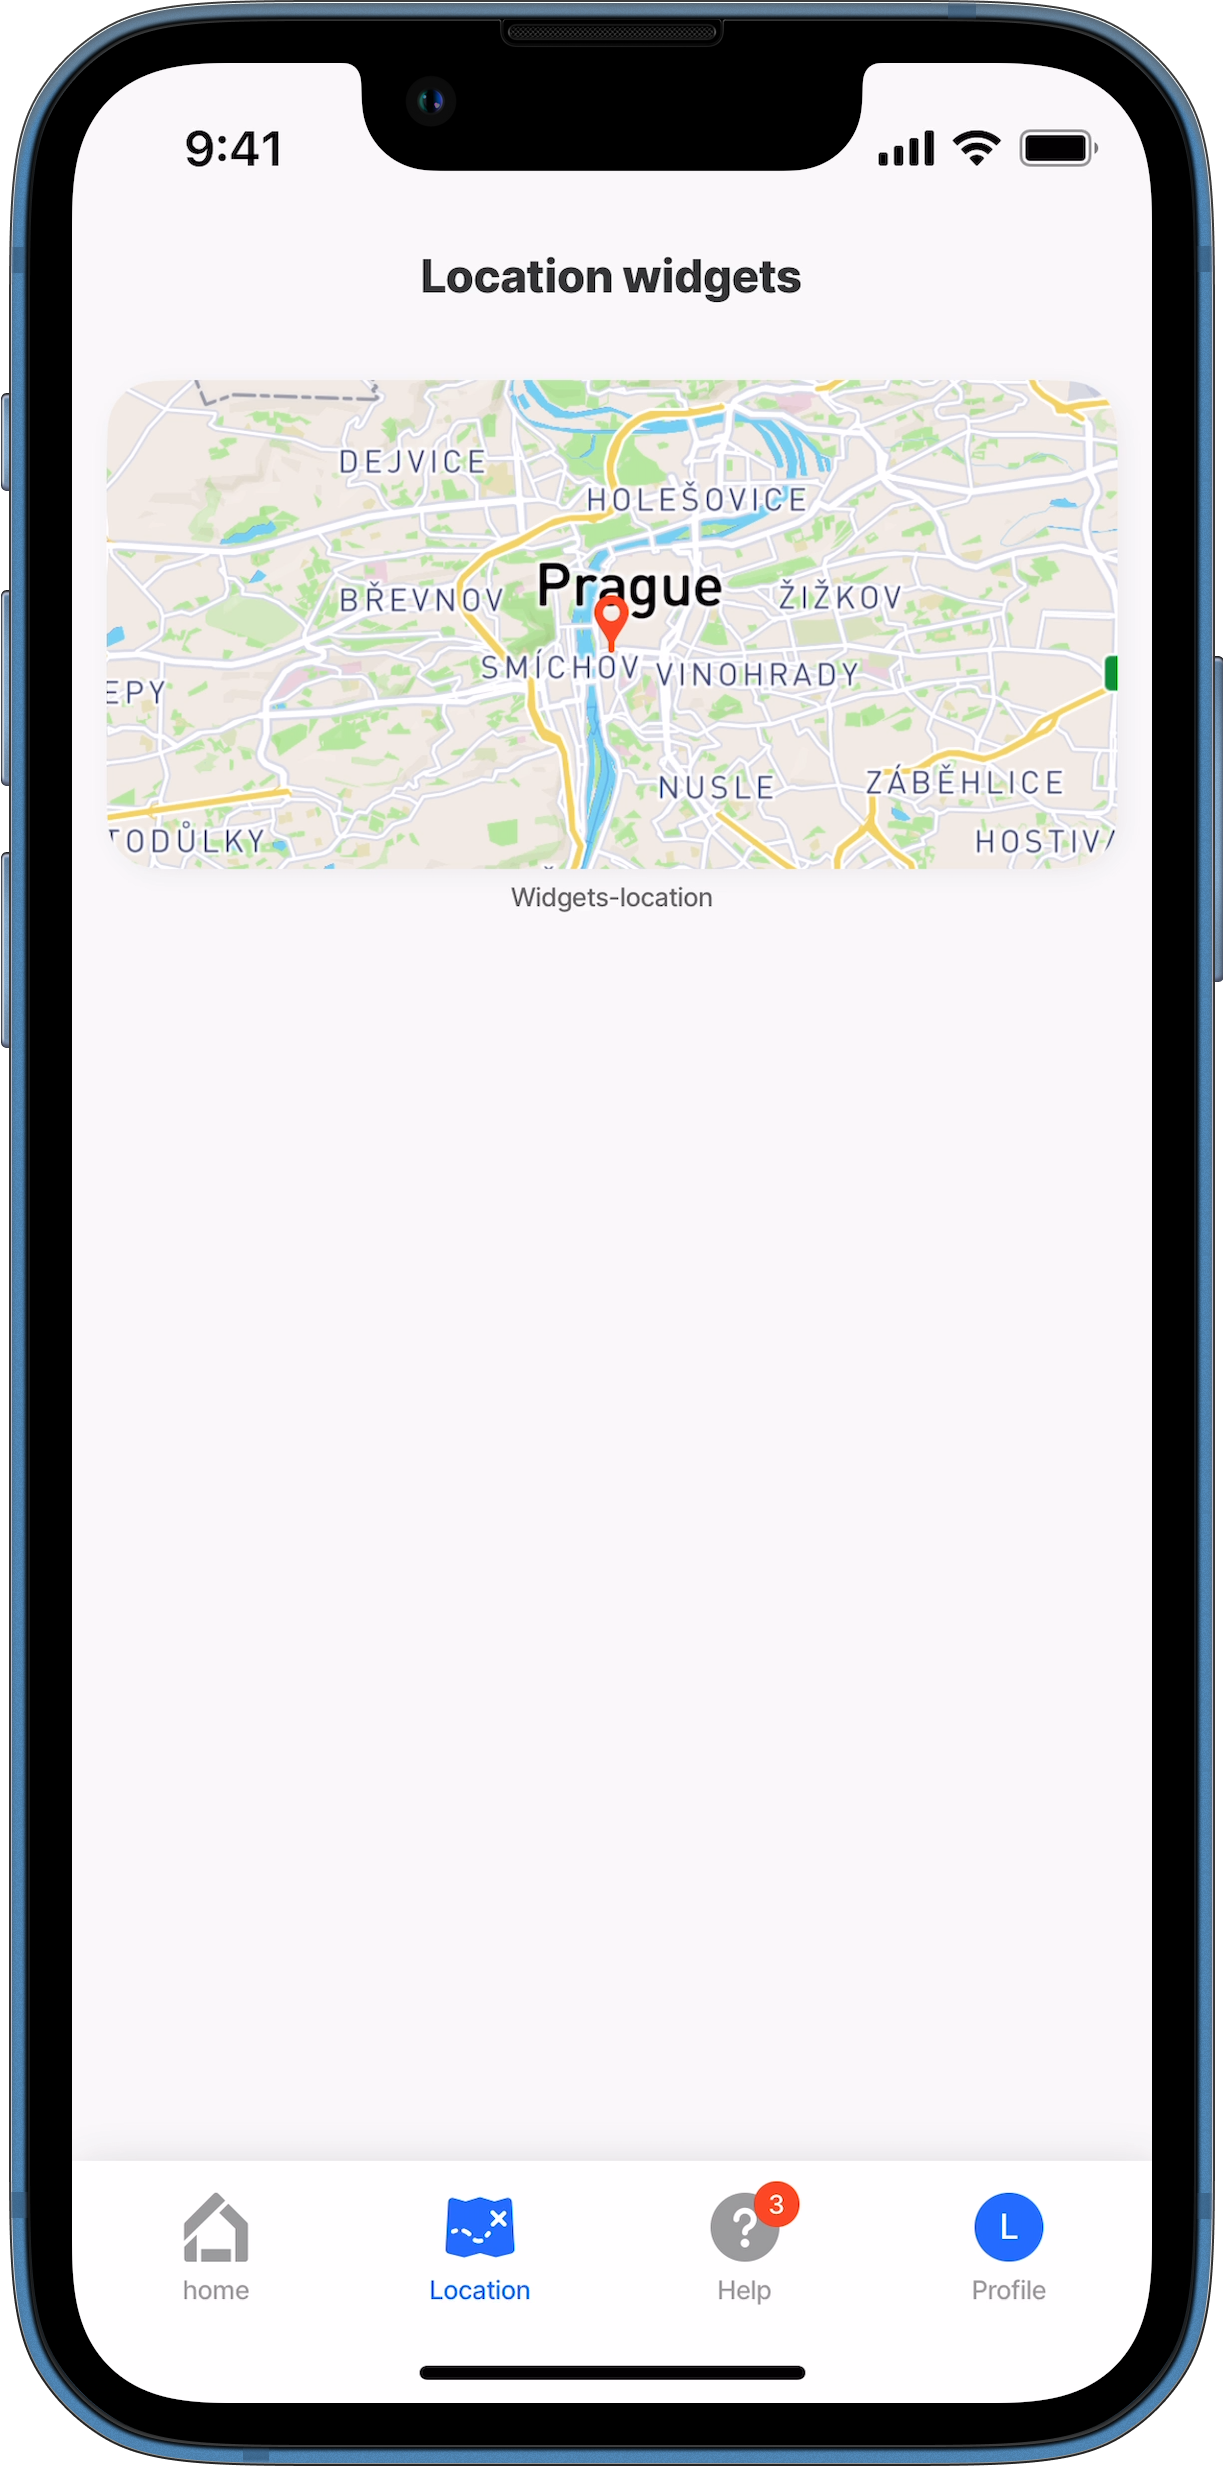 9:41
Location widgets
DEJVICE
HOLEŠOVICE
Prague
BŘEVNOV
ŽIŽKOV
SMÍCHOV VINOHRADY
EPY
NUSLE
ZÁBĚHLICE
TODŮLKY
HOSTIV
Widgets-location
3
L
home
Location
Help
Profile